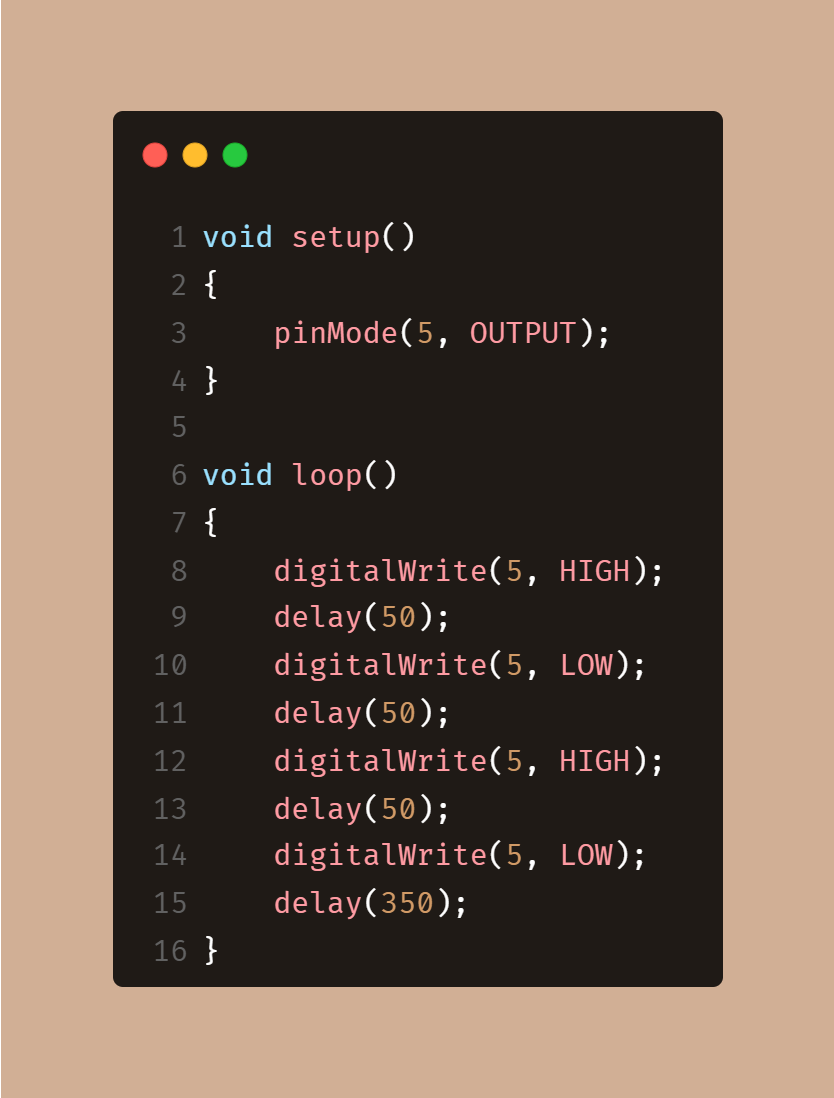 1 void setup()
2 {
3     pinMode(5, OUTPUT);
4 }
5
6 void loop()
7 {
8     digitalWrite(5, HIGH);
9     delay(50);
10     digitalWrite(5, LOW);
11     delay(50);
12     digitalWrite(5, HIGH);
13     delay(50);
14     digitalWrite(5, LOW);
15     delay(350);
16 }